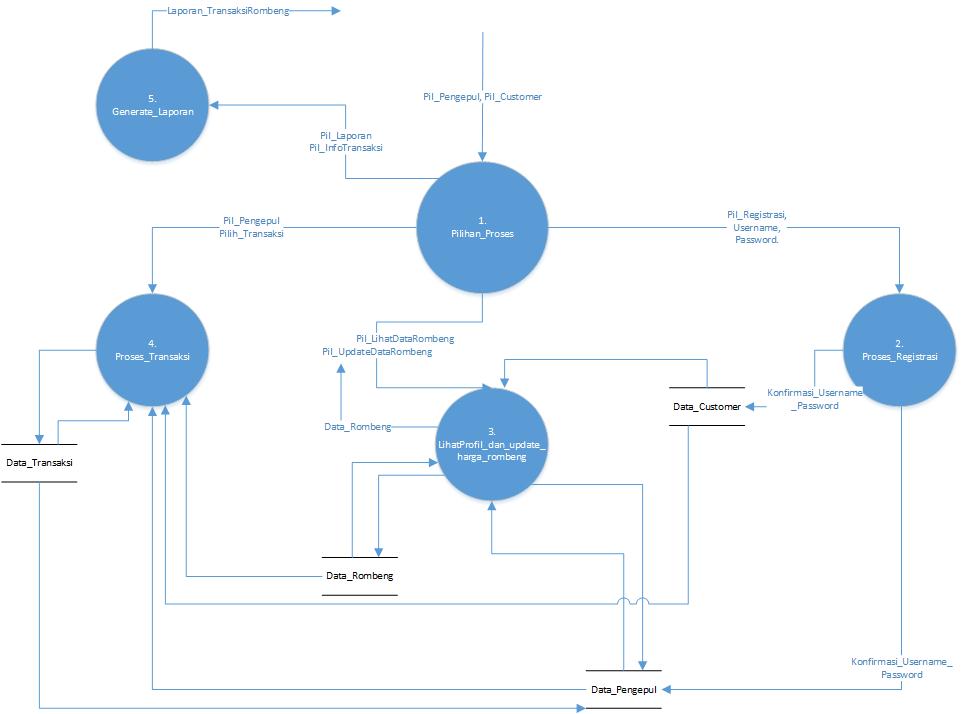 Laporan_TransaksiRombeng
5.
Generate_Laporan
Pil_Pengepul, Pil_Customer
Pil_Laporan
Pil_InfoTransaksi
1.
Pilihan_Proses
Pil_Pengepul
Pilih_Transaksi
Pil_Registrasi,
Username,
Password.
4.
Proses_Transaksi
Pil_LihatDataRombeng
Pil_UpdateDataRombeng
2.
Proses_Registrasi
Konfirmasi_Username
_Password
Data_Customer
Data_Rombeng
3.
LihatProfil_dan_update_
harga_rombeng
Data_Transaksi
Data_Rombeng
Konfirmasi_Username_
Password
Data_Pengepul